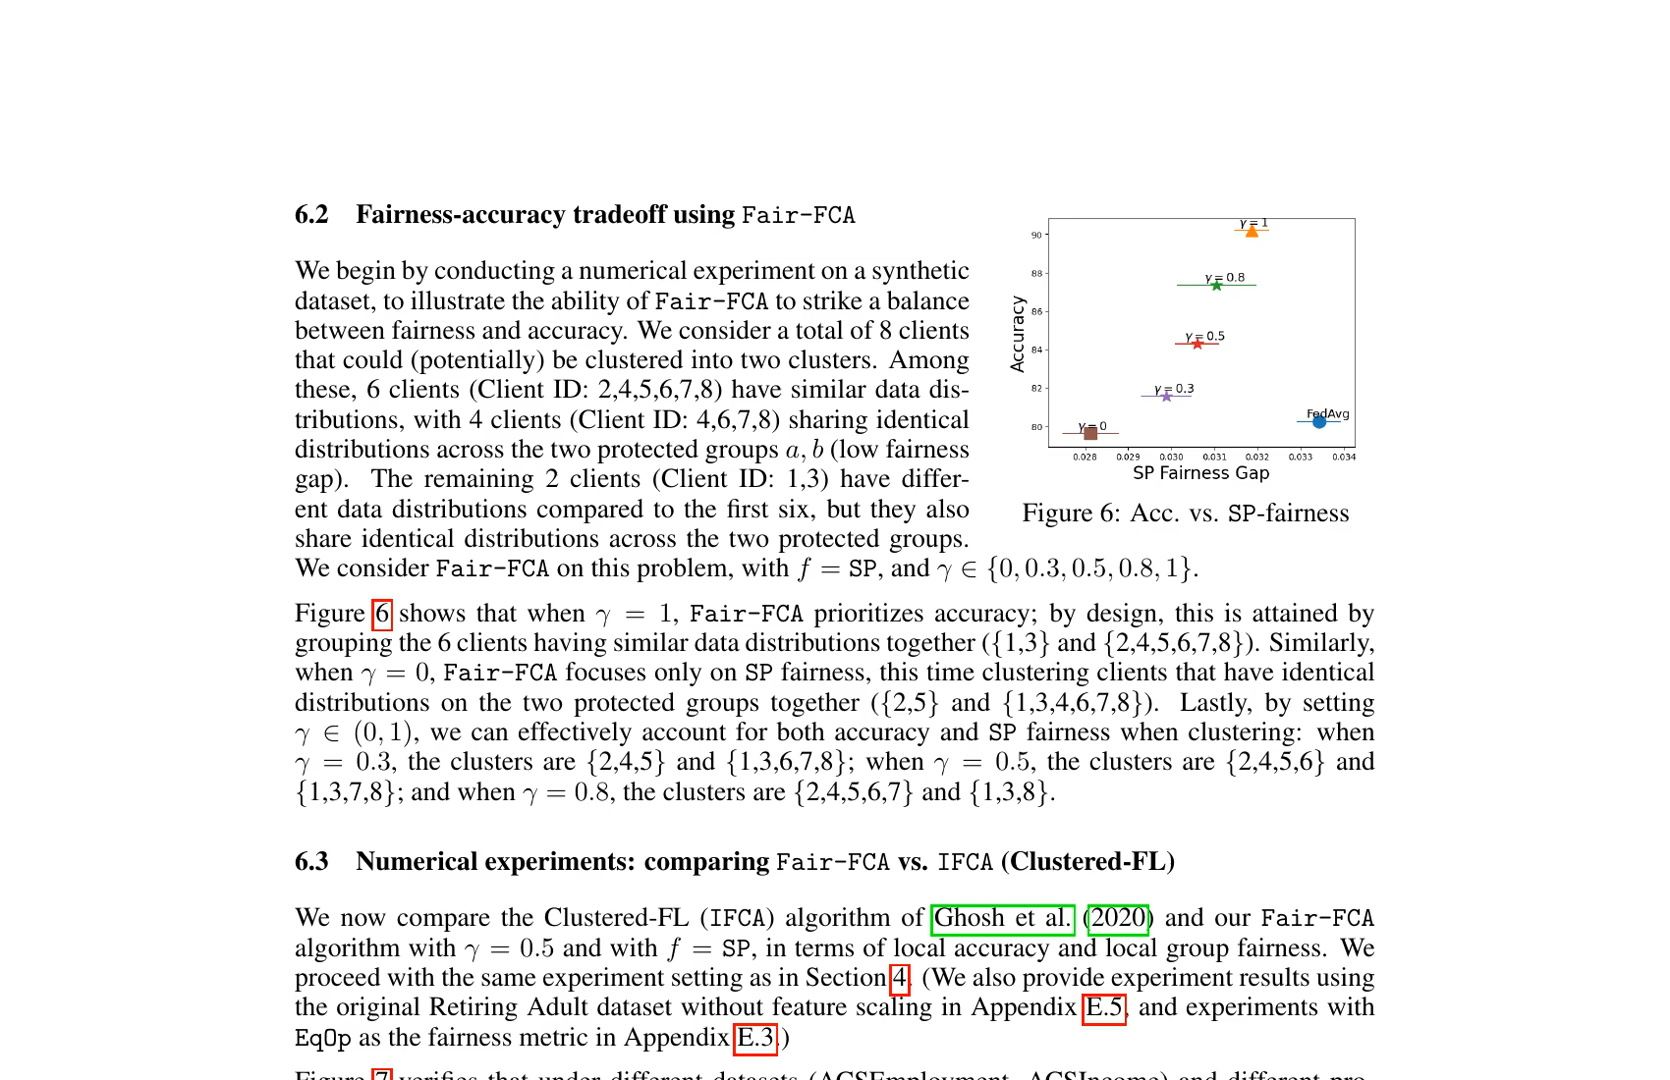 6.2 Fairness-accuracy tradeoff using Fair-FCA
We begin by conducting a numerical experiment on a synthetic
dataset, to illustrate the ability of Fair-FCA to strike a balance
between fairness and accuracy. We consider a total of 8 clients
that could (potentially) be clustered into two clusters. Among
these, 6 clients (Client ID: 2,4,5,6,7,8) have similar data dis-
tributions, with 4 clients (Client ID: 4,6,7,8) sharing identical
distributions across the two protected groups a, b (low fairness
gap). The remaining 2 clients (Client ID: 1,3) have differ-
ent data distributions compared to the first six, but they also
share identical distributions across the two protected groups.
We consider Fair-FCA on this problem, with f = SP, and γ ∈ {0, 0.3, 0.5, 0.8, 1}.
γ = 1
90
γ = 0.8
88
86
γ = 0.5
84
γ = 0.3
82
FedAvg
γ = 0
80
Accuracy
0.028 0.029 0.030 0.031 0.032 0.033 0.034
SP Fairness Gap
Figure 6: Acc. vs. SP-fairness
Figure 6 shows that when γ = 1, Fair-FCA prioritizes accuracy; by design, this is attained by
grouping the 6 clients having similar data distributions together ({1,3} and {2,4,5,6,7,8}). Similarly,
when γ = 0, Fair-FCA focuses only on SP fairness, this time clustering clients that have identical
distributions on the two protected groups together ({2,5} and {1,3,4,6,7,8}). Lastly, by setting
γ ∈ (0, 1), we can effectively account for both accuracy and SP fairness when clustering: when
γ = 0.3, the clusters are {2,4,5} and {1,3,6,7,8}; when γ = 0.5, the clusters are {2,4,5,6} and
{1,3,7,8}; and when γ = 0.8, the clusters are {2,4,5,6,7} and {1,3,8}.
6.3 Numerical experiments: comparing Fair-FCA vs. IFCA (Clustered-FL)
We now compare the Clustered-FL (IFCA) algorithm of Ghosh et al. (2020) and our Fair-FCA
algorithm with γ = 0.5 and with f = SP, in terms of local accuracy and local group fairness. We
proceed with the same experiment setting as in Section 4. (We also provide experiment results using
the original Retiring Adult dataset without feature scaling in Appendix E.5, and experiments with
EqOp as the fairness metric in Appendix E.3.)
Figure 7 verifies that under different datasets (ACSEmployment, ACSIncome) and different pro-